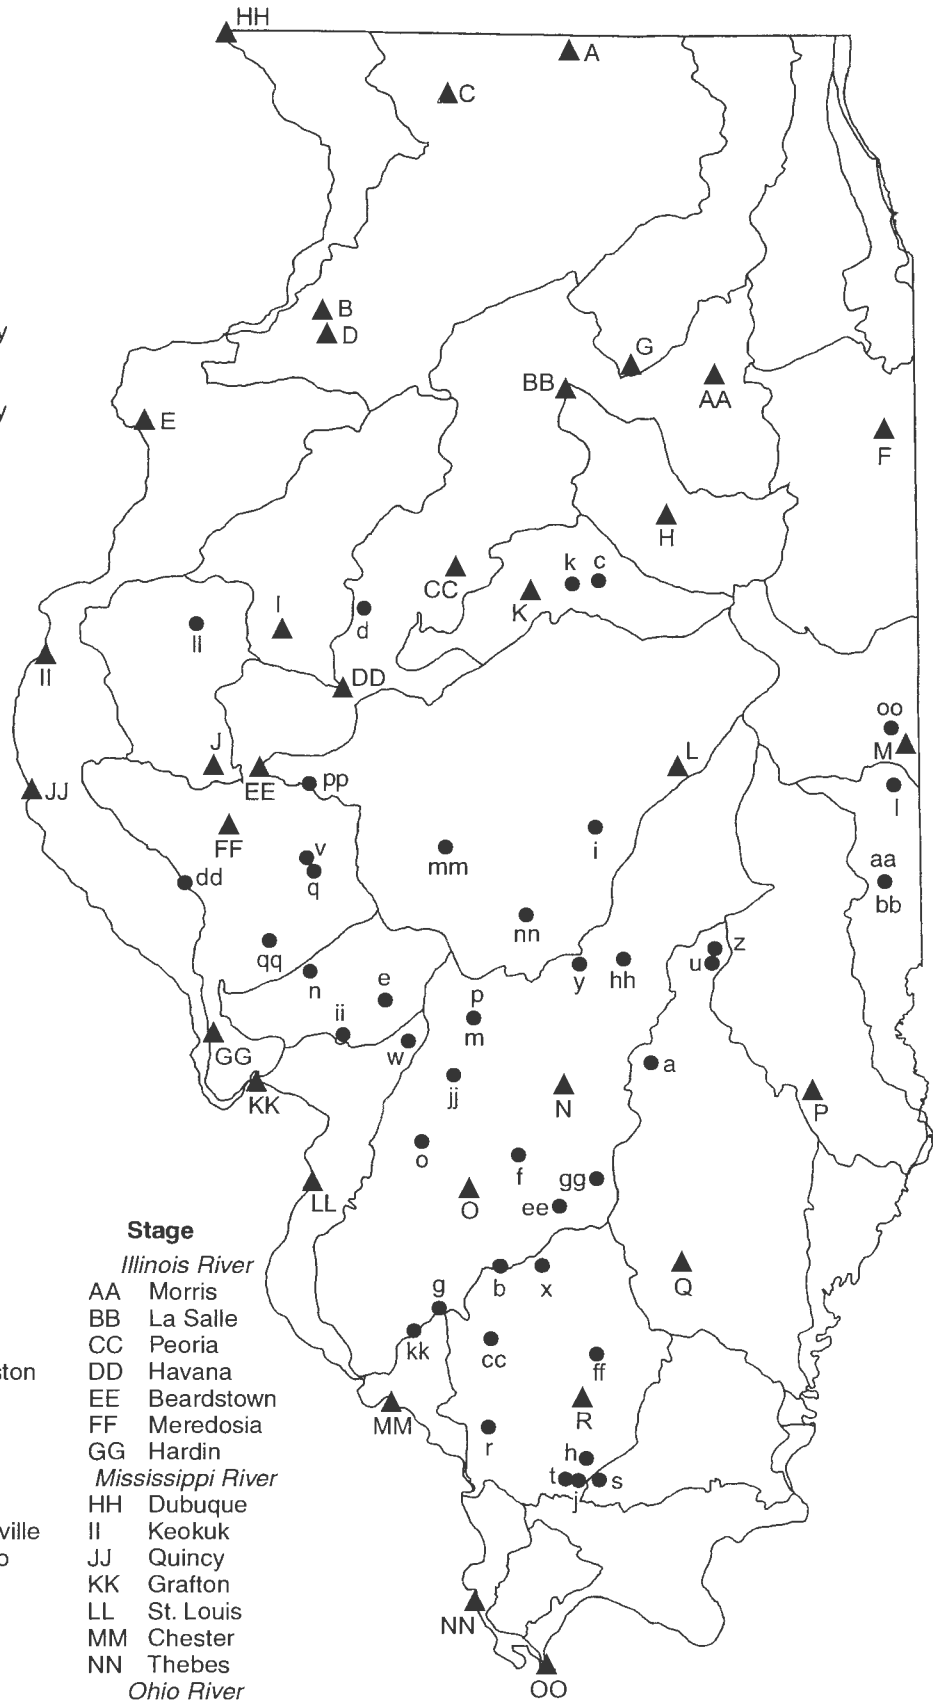 HH
A
C
B
D
y
G
BB
AA
y
E
F
H
k c
CC
K
I
d
ll
II
DD
oo
M
J
L
EE
pp
l
JJ
FF
v
mm
i
q
aa
dd
bb
nn
z
qq
u
y
hh
n
e
p
ii
m
w
GG
a
jj
N
KK
P
o
f
gg
LL
O
ee
Stage
Illinois River
b
x
Q
AA Morris
g
BB La Salle
kk
CC Peoria
cc
ff
ston
DD Havana
EE Beardstown
MM
R
FF Meredosia
r
GG Hardin
h
Mississippi River
t
j
s
HH Dubuque
ville
II Keokuk
o
JJ Quincy
KK Grafton
LL St. Louis
NN
MM Chester
NN Thebes
Ohio River
OO